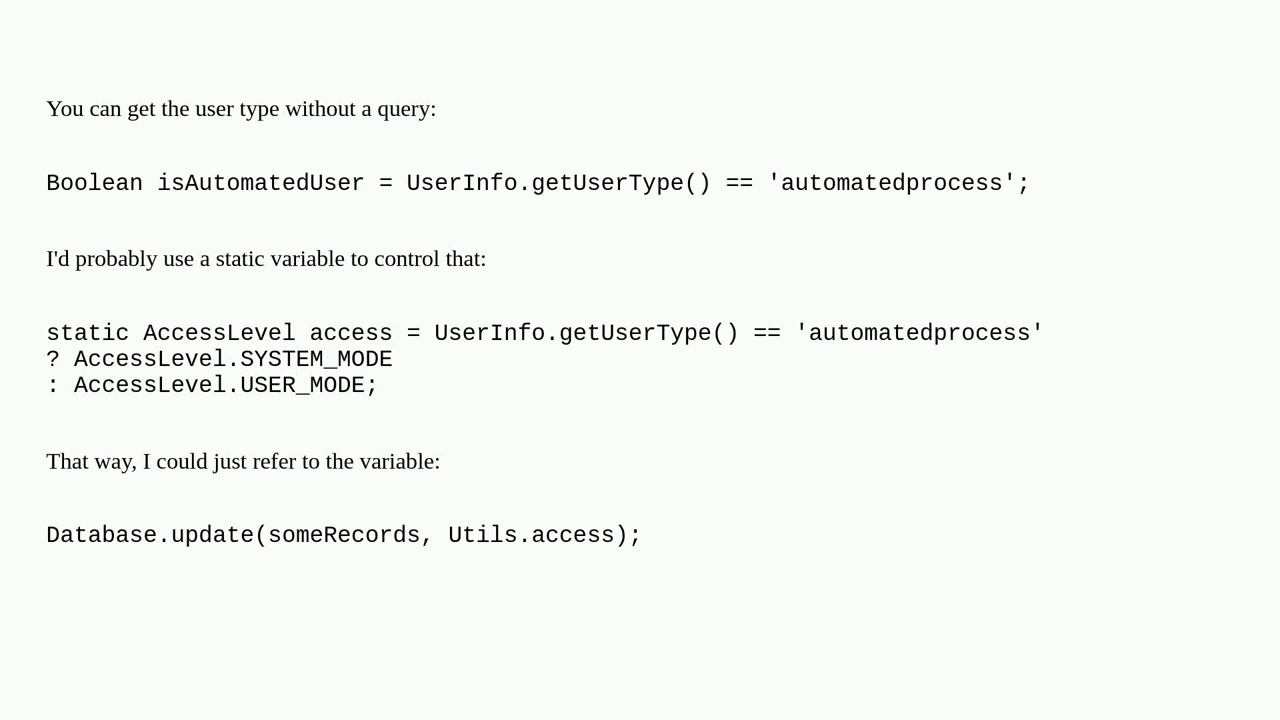 You can get the user type without a query:
Boolean isAutomatedUser = UserInfo.getUserType() == 'automatedprocess';
I'd probably use a static variable to control that:
static AccessLevel access = UserInfo.getUserType() == 'automatedprocess'
? AccessLevel.SYSTEM_MODE
: AccessLevel.USER_MODE;
That way, I could just refer to the variable:
Database.update(someRecords, Utils.access);